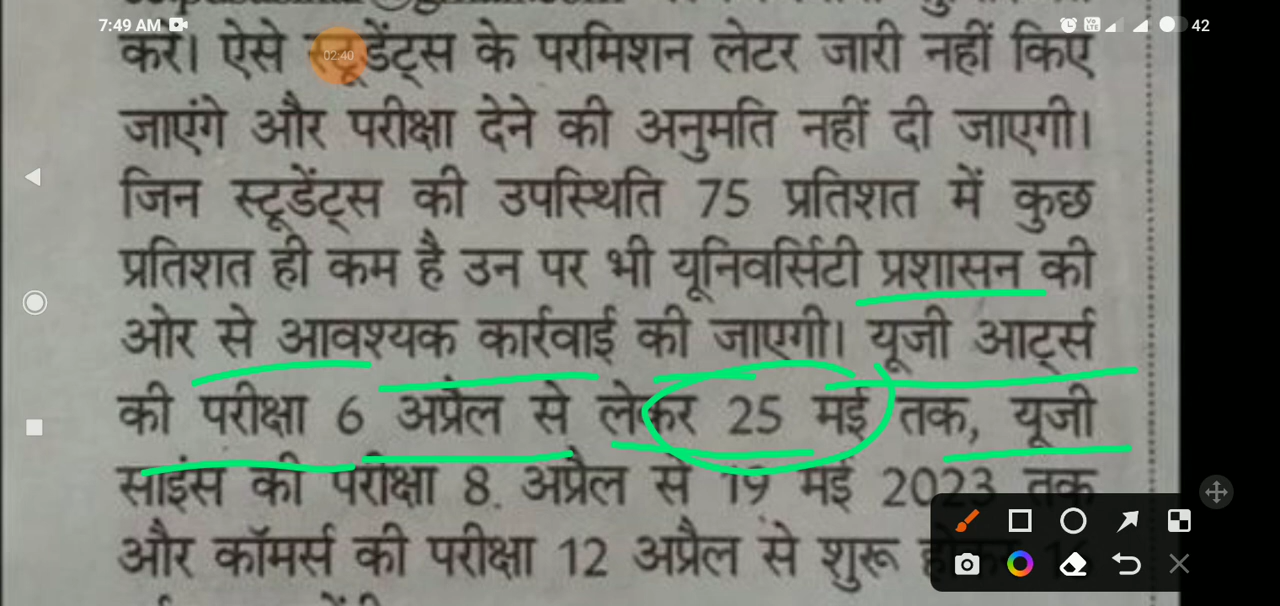 7:49 AM
42
करें। ऐसे स्टूडेंट्स के परमिशन लेटर जारी नहीं किए
02:40
जाएंगे और परीक्षा देने की अनुमति नहीं दी जाएगी।
जिन स्टूडेंट्स की उपस्थिति 75 प्रतिशत में कुछ
प्रतिशत ही कम है उन पर भी यूनिवर्सिटी प्रशासन की
ओर से आवश्यक कार्रवाई की जाएगी। यूजी आर्ट्स
की परीक्षा 6 अप्रैल से लेकर 25 मई तक, यूजी
साइंस की परीक्षा 8 अप्रैल से 19 मई 2023 तक
और कॉमर्स की परीक्षा 12 अप्रैल से शुरू